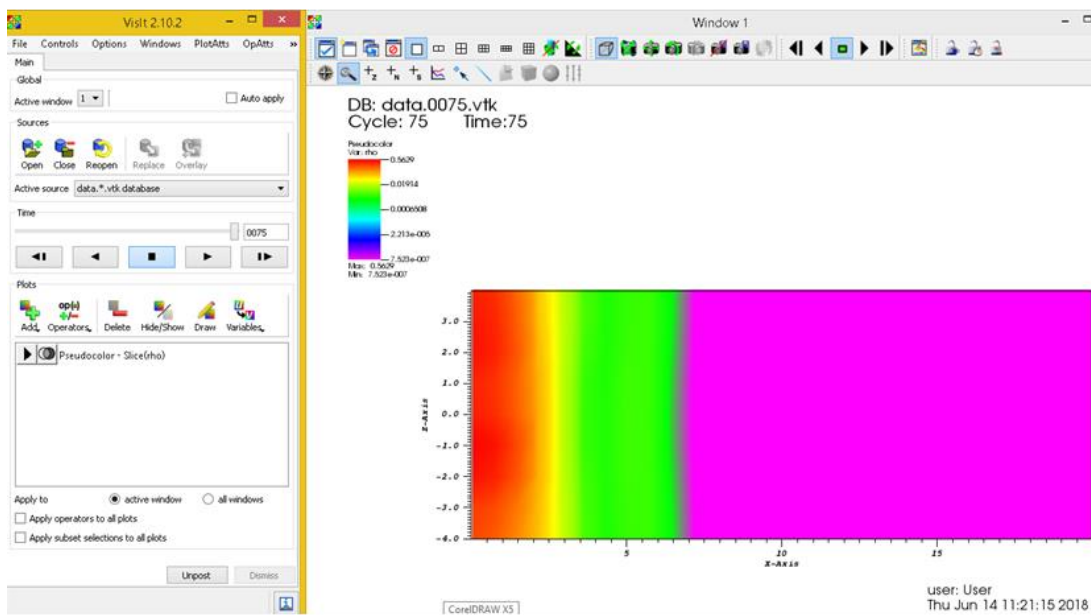 VisIt 2.10.2
File Controls Options Windows PlotAtts OpAtts »
Main
Global
Active window 1
Auto apply
Sources
Open Close Reopen Replace Overlay
Active source data.*.vtk database
Time
0075
Plots
Add Operators Delete Hide/Show Draw Variables
Pseudocolor - Slice(rho)
Apply to active window all windows
Apply operators to all plots
Apply subset selections to all plots
Unpost Dismiss
Window 1
DB: data.0075.vtk
Cycle: 75 Time:75
Pseudocolor
Var: rho
0.5629
0.01914
0.0006508
2.213e-005
7.523e-007
Max: 0.5629
Min: 7.523e-007
3.0
2.0
1.0
0.0
-1.0
-2.0
-3.0
-4.0
Z-Axis
5 10 15
X-Axis
CorelDRAW X5
user: User
Thu Jun 14 11:21:15 2018